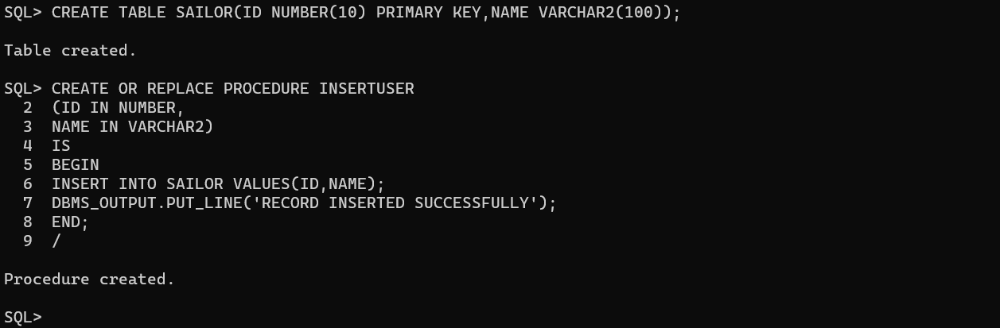 SQL> CREATE TABLE SAILOR(ID NUMBER(10) PRIMARY KEY,NAME VARCHAR2(100));
Table created.
SQL> CREATE OR REPLACE PROCEDURE INSERTUSER
2 (ID IN NUMBER,
3 NAME IN VARCHAR2)
4 IS
5 BEGIN
6 INSERT INTO SAILOR VALUES(ID,NAME);
7 DBMS_OUTPUT.PUT_LINE('RECORD INSERTED SUCCESSFULLY');
8 END;
9 /
Procedure created.
SQL>